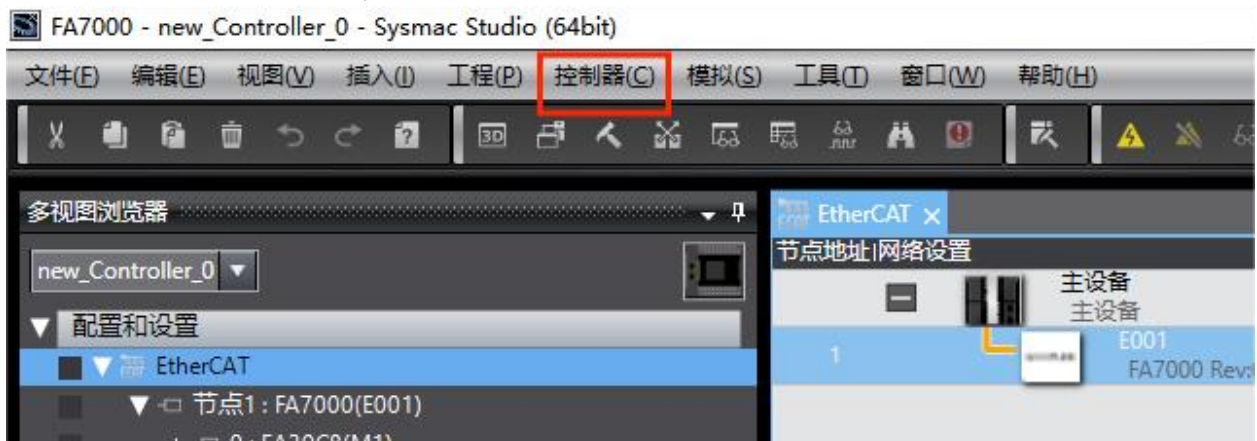 FA7000 - new_Controller_0 - Sysmac Studio (64bit)
文件(F) 编辑(E) 视图(V) 插入(I) 工程(P) 控制器(C) 模拟(S) 工具(T) 窗口(W) 帮助(H)
3D
多视图浏览器
EtherCAT
new_Controller_0
节点地址|网络设置
主设备
主设备
配置和设置
E001
1
FA7000 Rev:
EtherCAT
节点1 : FA7000(E001)